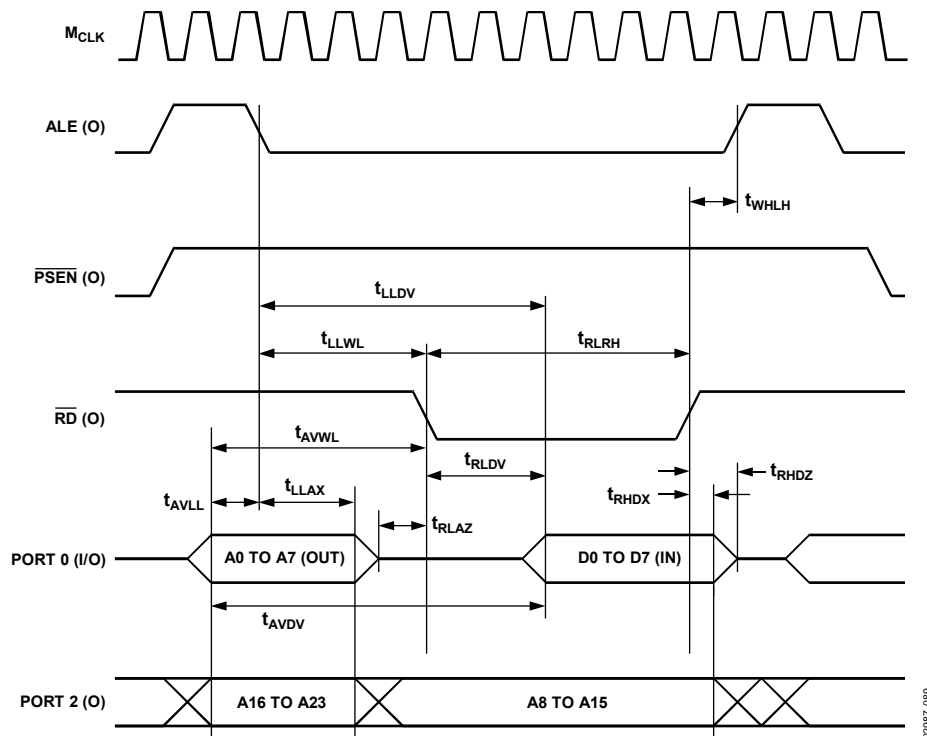 MCLK
ALE (O)
tWHLH
PSEN (O)
tLLDV
tLLWL
tRLRH
RD (O)
tAVWL
tRLDV
tRHDZ
tAVLL
tLLAX
tRHDX
tRLAZ
PORT 0 (I/O)
A0 TO A7 (OUT)
D0 TO D7 (IN)
tAVDV
PORT 2 (O)
A16 TO A23
A8 TO A15